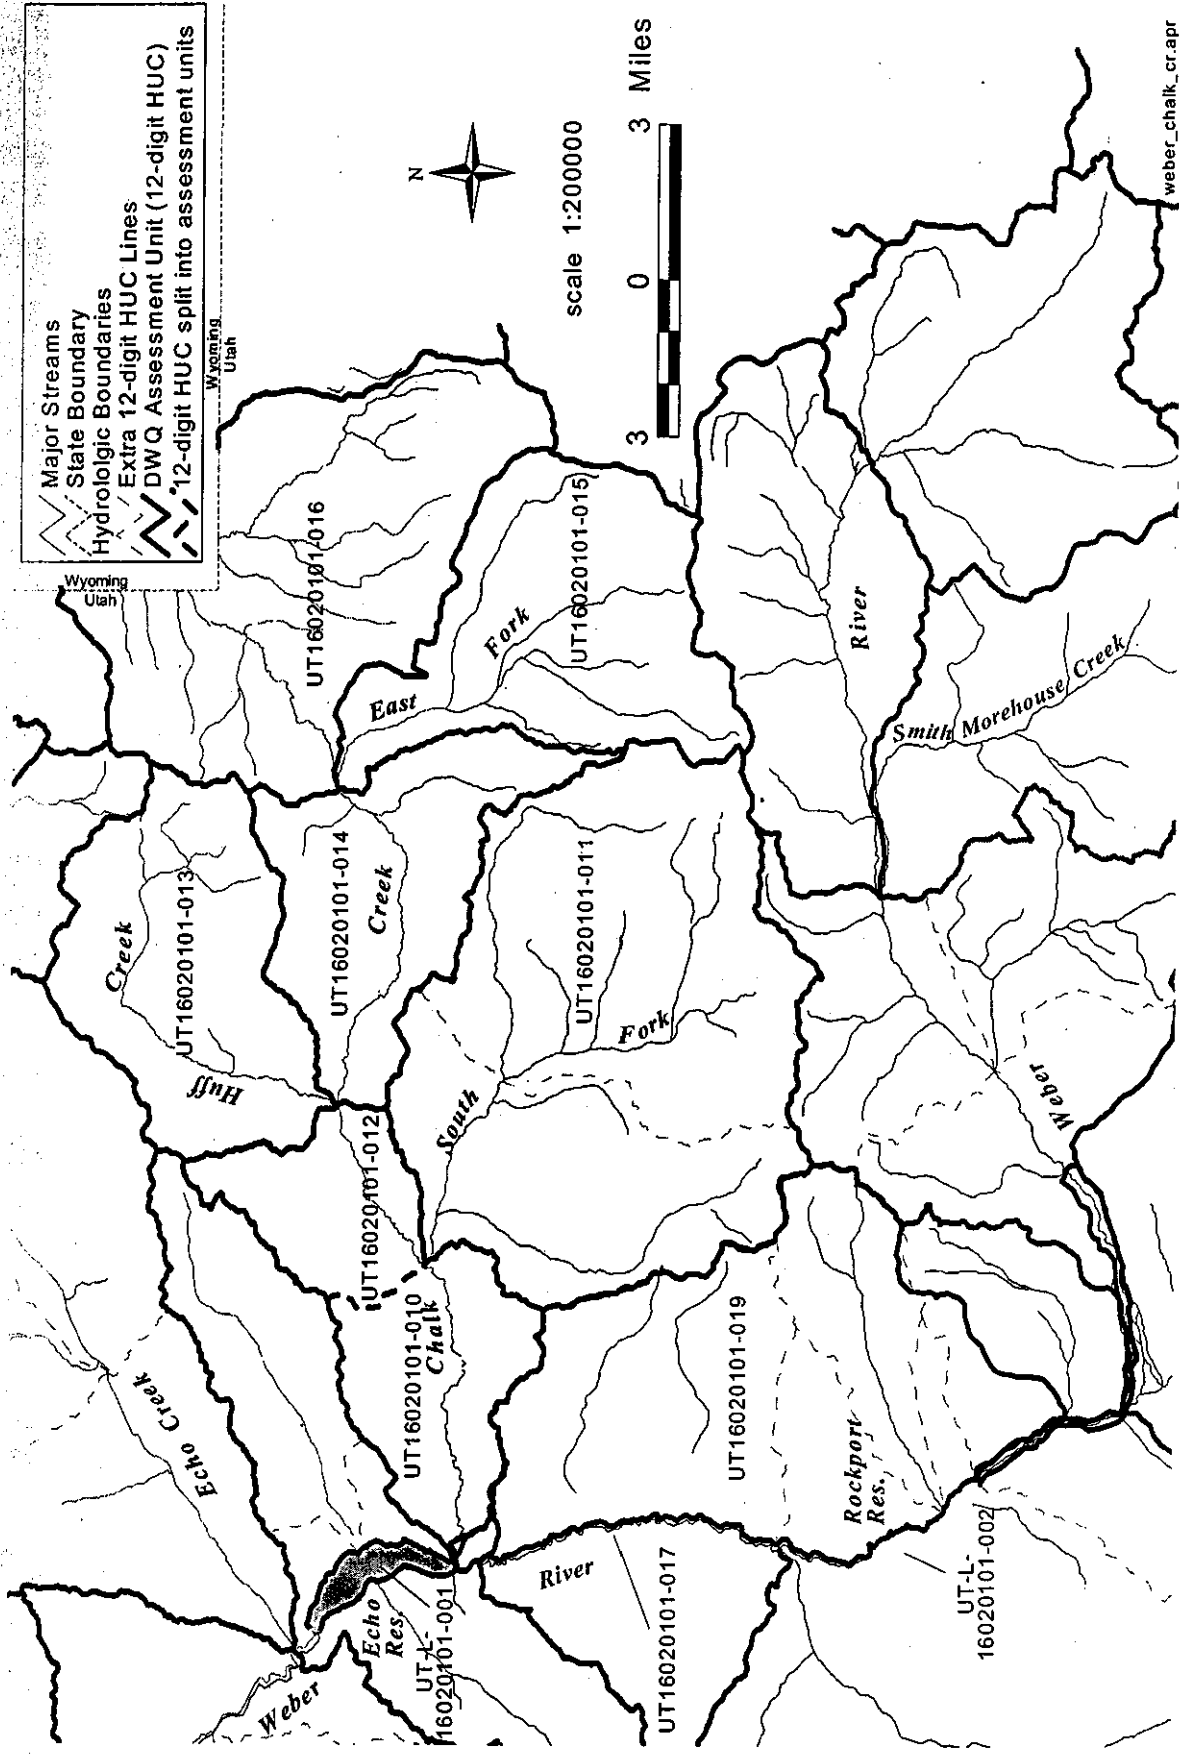 Major Streams
State Boundary
Hydrololgic Boundaries
Extra 12-digit HUC Lines
DWQ Assessment Unit (12-digit HUC)
12-digit HUC split into assessment units
Wyoming
Utah
Wyoming
Utah
N
scale 1:200000
3 0 3 Miles
UT16020101-016
East
Fork
UT16020101-015
Creek
UT16020101-013
Huff
UT16020101-014
Creek
UT16020101-011
South
Fork
UT16020101-012
UT16020101-010
Chalk
River
Smith Morehouse Creek
Weber
Echo Creek
UT16020101-019
Rockport
Res.
Echo
Res.
UT-L-
16020101-001
Weber
River
UT16020101-017
UT-L-
16020101-002
weber_chalk_cr.apr